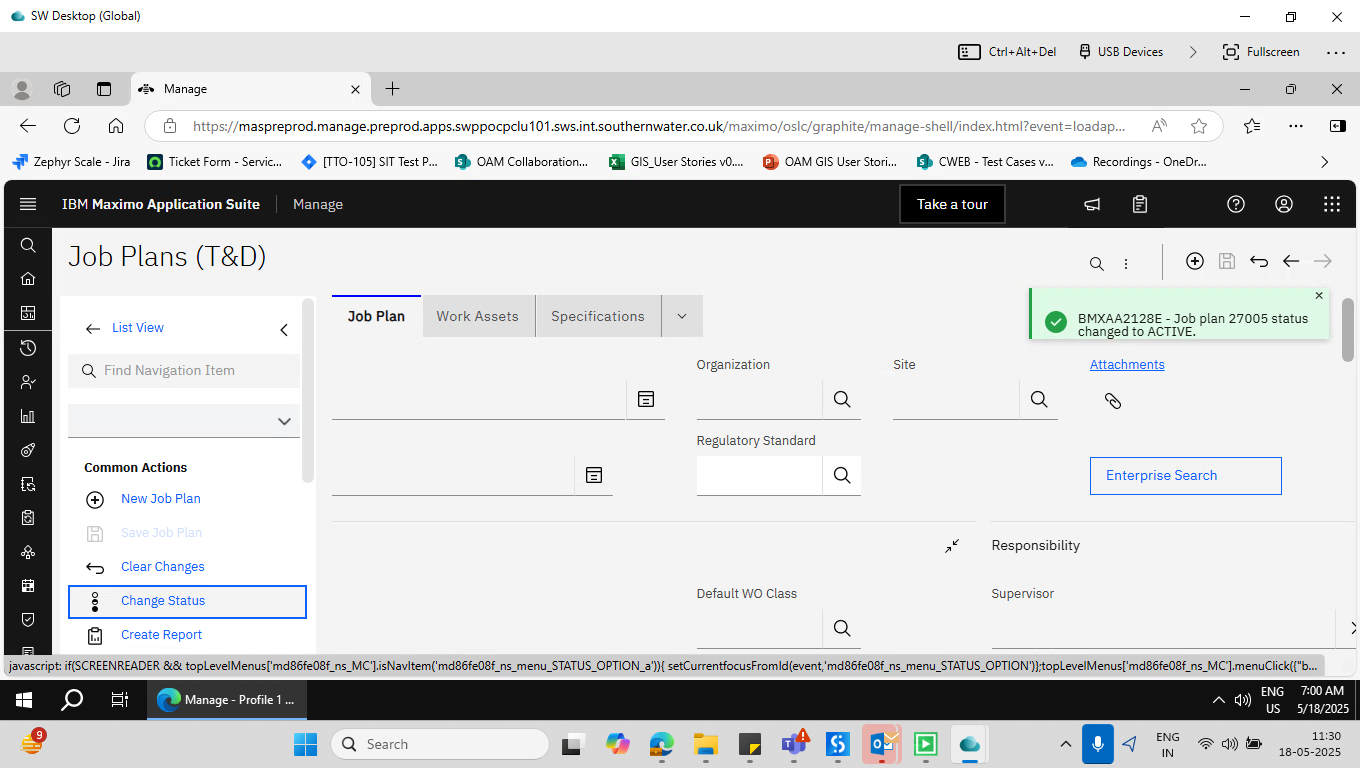 SW Desktop (Global)
Ctrl+Alt+Del
USB Devices
Fullscreen
Manage
https://maspreprod.manage.preprod.apps.swppocpclu101.sws.int.southernwater.co.uk/maximo/oslc/graphite/manage-shell/index.html?event=loadap...
Zephyr Scale - Jira
Ticket Form - Servic...
[TTO-105] SIT Test P...
OAM Collaboration...
GIS_User Stories v0....
OAM GIS User Stori...
CWEB - Test Cases v...
Recordings - OneDr...
IBM Maximo Application Suite
Manage
Take a tour
Job Plans (T&D)
List View
Find Navigation Item
Common Actions
New Job Plan
Save Job Plan
Clear Changes
Change Status
Create Report
Job Plan
Work Assets
Specifications
BMXAA2128E - Job plan 27005 status
changed to ACTIVE.
Organization
Site
Attachments
Regulatory Standard
Enterprise Search
Responsibility
Default WO Class
Supervisor
javascript: if(SCREENREADER && topLevelMenus['md86fe08f_ns_MC'].isNavItem('md86fe08f_ns_menu_STATUS_OPTION_a')){ setCurrentfocusFromId(event,'md86fe08f_ns_menu_STATUS_OPTION')};topLevelMenus['md86fe08f_ns_MC'].menuClick({"b...
Manage - Profile 1 ...
ENG
US
7:00 AM
5/18/2025
9
Search
ENG
IN
11:30
18-05-2025